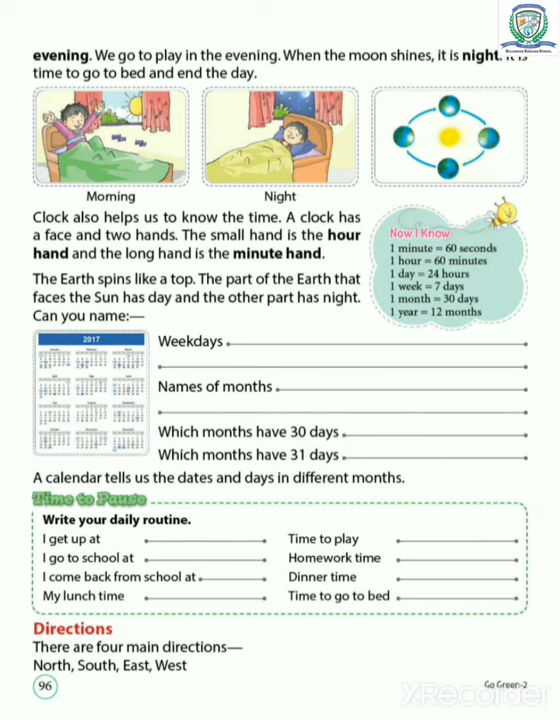 evening. We go to play in the evening. When the moon shines, it is night. It is
time to go to bed and end the day.
Morning
Night
Clock also helps us to know the time. A clock has
a face and two hands. The small hand is the hour
hand and the long hand is the minute hand.
The Earth spins like a top. The part of the Earth that
faces the Sun has day and the other part has night.
Can you name:—
Now I Know
1 minute = 60 seconds
1 hour = 60 minutes
1 day = 24 hours
1 week = 7 days
1 month = 30 days
1 year = 12 months
2017
Weekdays
Names of months
Which months have 30 days
Which months have 31 days
A calendar tells us the dates and days in different months.
Time to Pause
Write your daily routine.
I get up at
I go to school at
I come back from school at
My lunch time
Time to play
Homework time
Dinner time
Time to go to bed
Directions
There are four main directions—
North, South, East, West
96
Go Green-2
XRecorder